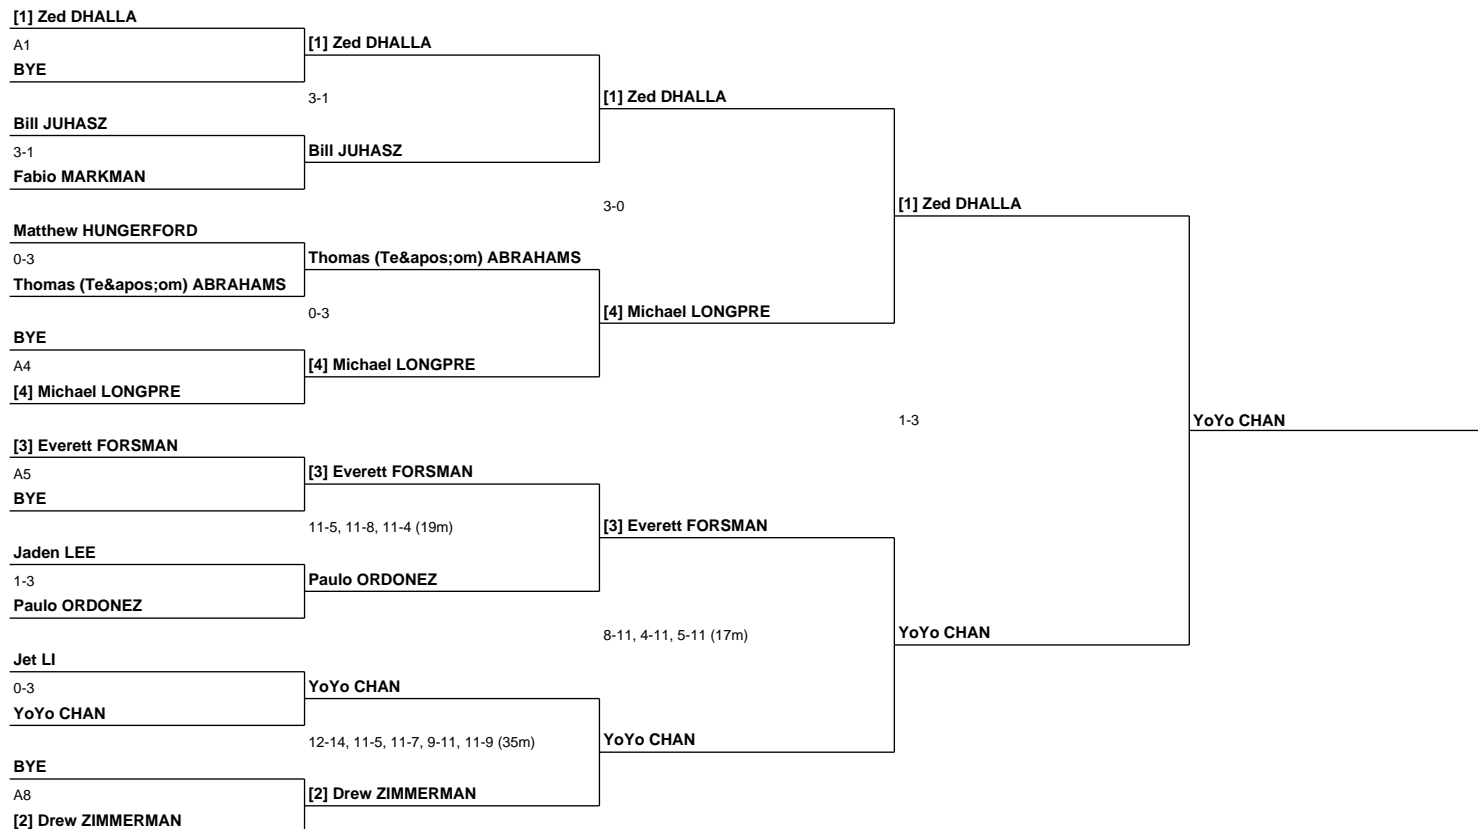 [1] Zed DHALLA
A1
BYE
[1] Zed DHALLA
3-1
Bill JUHASZ
3-1
Fabio MARKMAN
Bill JUHASZ
[1] Zed DHALLA
3-0
Matthew HUNGERFORD
0-3
Thomas (Te&apos;om) ABRAHAMS
Thomas (Te&apos;om) ABRAHAMS
0-3
BYE
A4
[4] Michael LONGPRE
[4] Michael LONGPRE
[4] Michael LONGPRE
[1] Zed DHALLA
1-3
[3] Everett FORSMAN
A5
BYE
[3] Everett FORSMAN
11-5, 11-8, 11-4 (19m)
Jaden LEE
1-3
Paulo ORDONEZ
Paulo ORDONEZ
[3] Everett FORSMAN
8-11, 4-11, 5-11 (17m)
Jet LI
0-3
YoYo CHAN
YoYo CHAN
12-14, 11-5, 11-7, 9-11, 11-9 (35m)
BYE
A8
[2] Drew ZIMMERMAN
[2] Drew ZIMMERMAN
YoYo CHAN
YoYo CHAN
YoYo CHAN